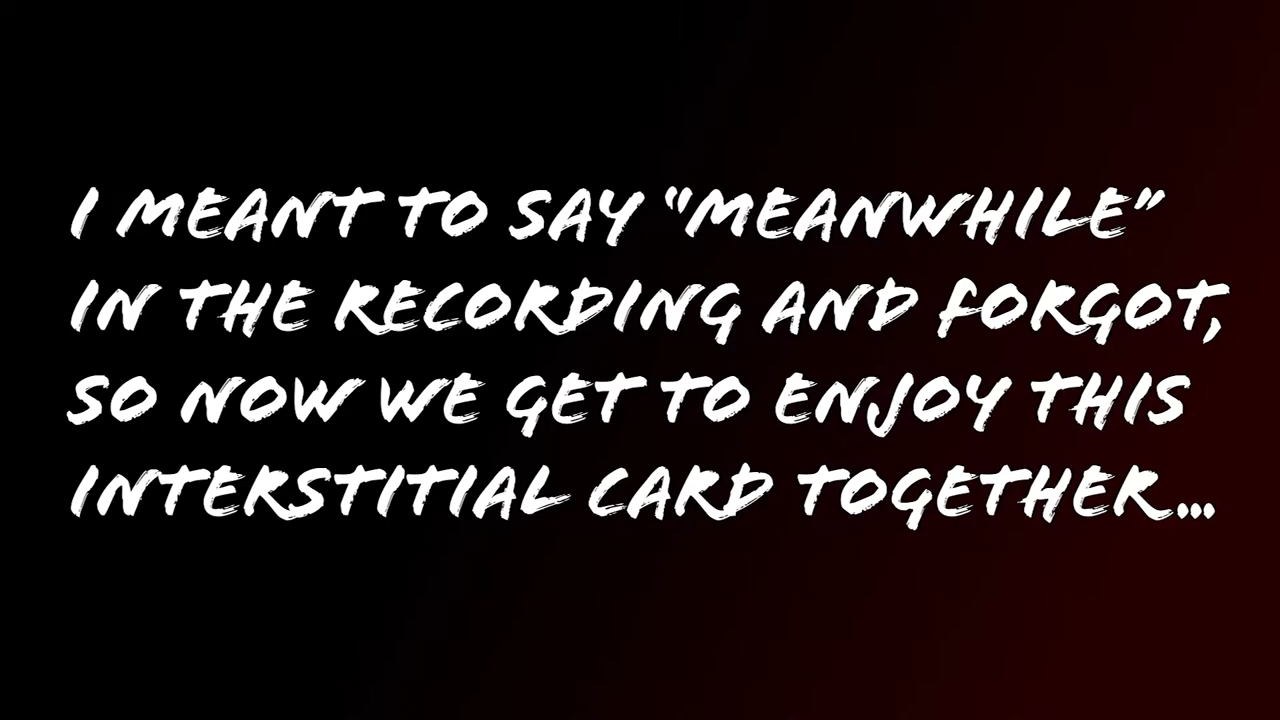 I MEANT TO SAY “MEANWHILE”
IN THE RECORDING AND FORGOT,
SO NOW WE GET TO ENJOY THIS
INTERSTITIAL CARD TOGETHER...